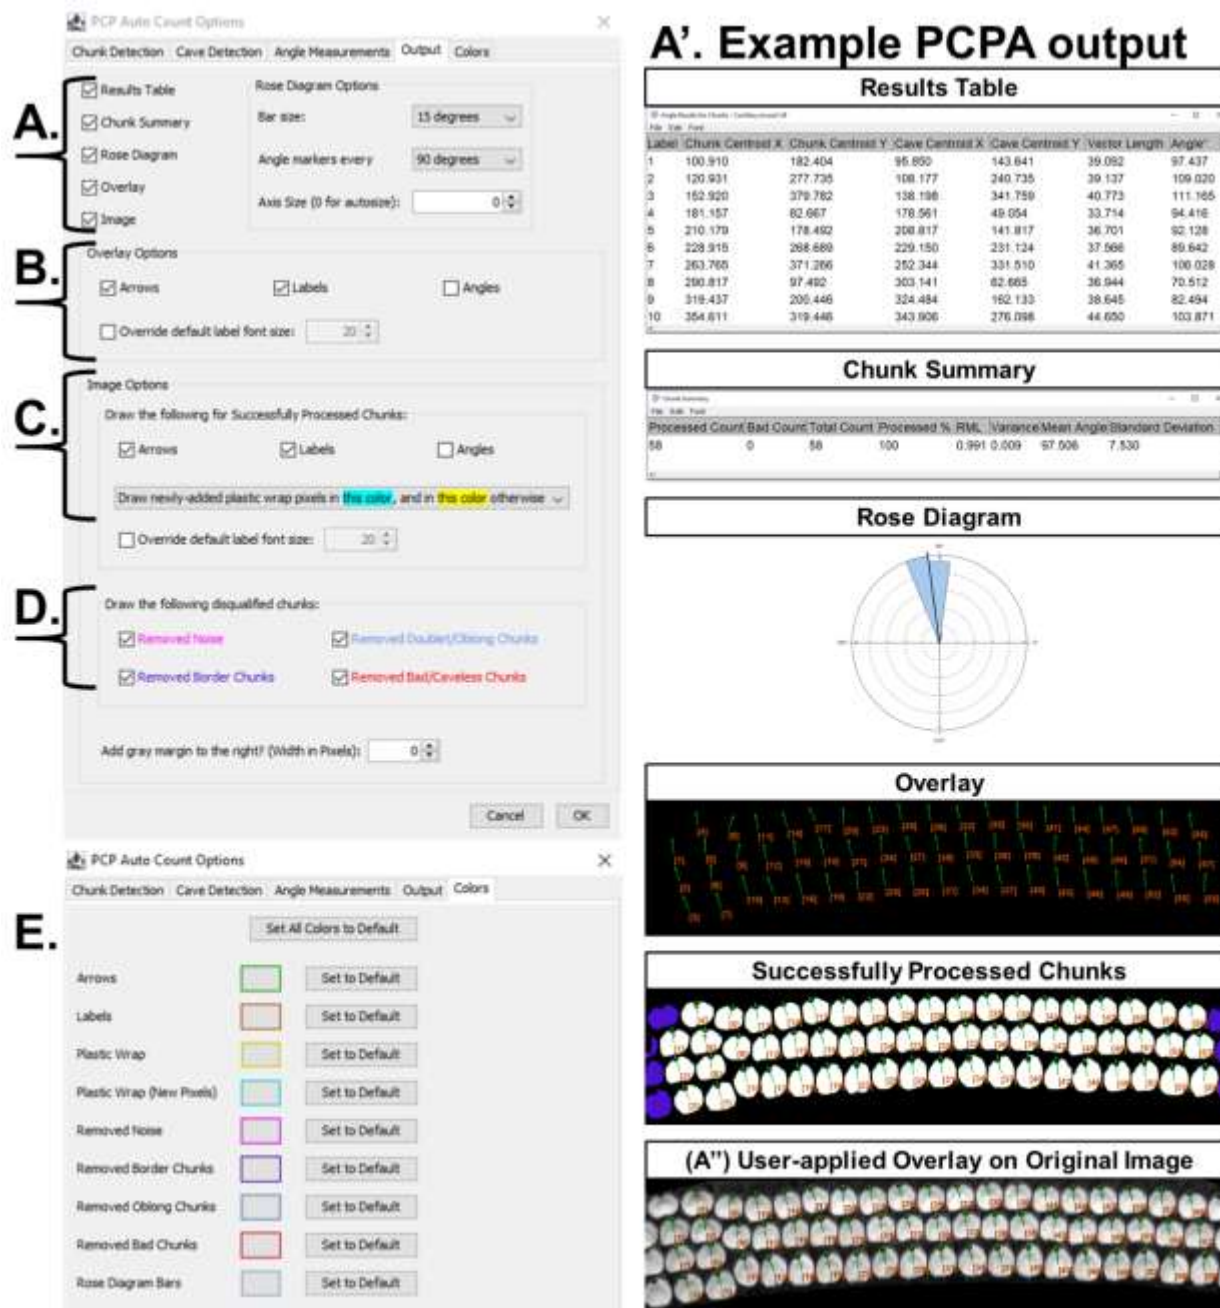 PCP Auto Count Options
Chunk Detection Cave Detection Angle Measurements Output Colors
A.
Results Table
Chunk Summary
Rose Diagram
Overlay
Image
Rose Diagram Options
Bar size: 15 degrees
Angle markers every 90 degrees
Axis Size (0 for autosize): 0
B.
Overlay Options
Arrows Labels Angles
Override default label font size: 20
C.
Image Options
Draw the following for Successfully Processed Chunks:
Arrows Labels Angles
Draw newly-added plastic wrap pixels in this color, and in this color otherwise
Override default label font size: 20
D.
Draw the following disqualified chunks:
Removed Noise Removed Doublet/Oblong Chunks
Removed Border Chunks Removed Bad/Caveless Chunks
Add gray margin to the right? (Width in Pixels): 0
Cancel OK
E.
PCP Auto Count Options
Chunk Detection Cave Detection Angle Measurements Output Colors
Set All Colors to Default
Arrows Set to Default
Labels Set to Default
Plastic Wrap Set to Default
Plastic Wrap (New Pixels) Set to Default
Removed Noise Set to Default
Removed Border Chunks Set to Default
Removed Oblong Chunks Set to Default
Removed Bad Chunks Set to Default
Rose Diagram Bars Set to Default
A'. Example PCPA output
Results Table
File Edit Font
Label Chunk Centroid X Chunk Centroid Y Cave Centroid X Cave Centroid Y Vector Length Angle°
1 100.910 182.404 95.850 143.641 39.092 97.437
2 120.931 277.735 108.177 240.735 39.137 109.020
3 152.920 379.782 138.198 341.759 40.773 111.165
4 181.157 82.667 178.561 49.054 33.714 94.416
5 210.179 178.492 208.817 141.817 36.701 92.128
6 228.915 268.689 229.150 231.124 37.566 89.642
7 263.765 371.266 252.344 331.510 41.365 106.028
8 290.817 97.492 303.141 62.665 36.944 70.512
9 319.437 200.446 324.484 162.133 38.645 82.494
10 354.611 319.446 343.906 276.098 44.650 103.871
Chunk Summary
File Edit Font
Processed Count Bad Count Total Count Processed % RML Variance Mean Angle Standard Deviation
58 0 58 100 0.991 0.009 97.506 7.530
Rose Diagram
Overlay
Successfully Processed Chunks
(A'') User-applied Overlay on Original Image